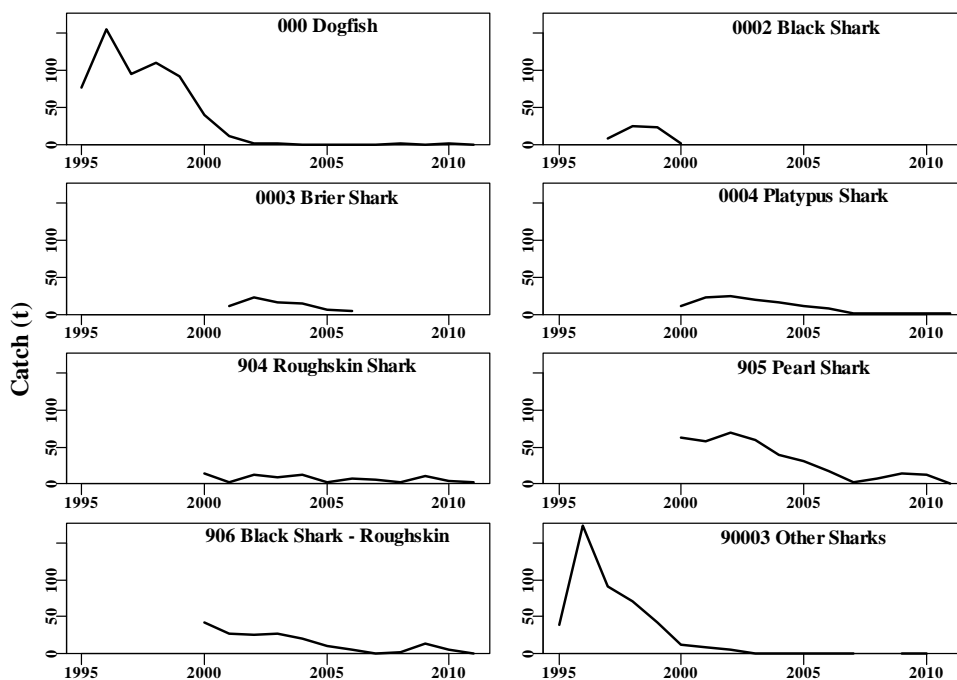 000 Dogfish
0 50 100
1995 2000 2005 2010
0002 Black Shark
0 50 100
1995 2000 2005 2010
0003 Brier Shark
0 50 100
1995 2000 2005 2010
0004 Platypus Shark
0 50 100
1995 2000 2005 2010
Catch (t)
904 Roughskin Shark
0 50 100
1995 2000 2005 2010
905 Pearl Shark
0 50 100
1995 2000 2005 2010
906 Black Shark - Roughskin
0 50 100
1995 2000 2005 2010
90003 Other Sharks
0 50 100
1995 2000 2005 2010